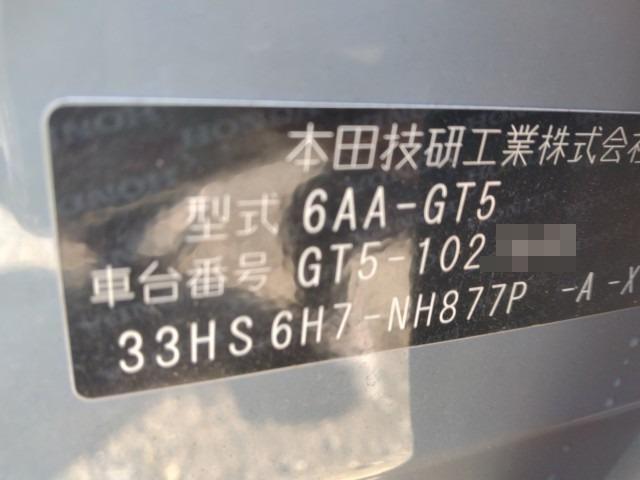 本田技研工業株式会社
型式 6AA-GT5
車台番号 GT5-102
33HS 6H7-NH877P -A -X